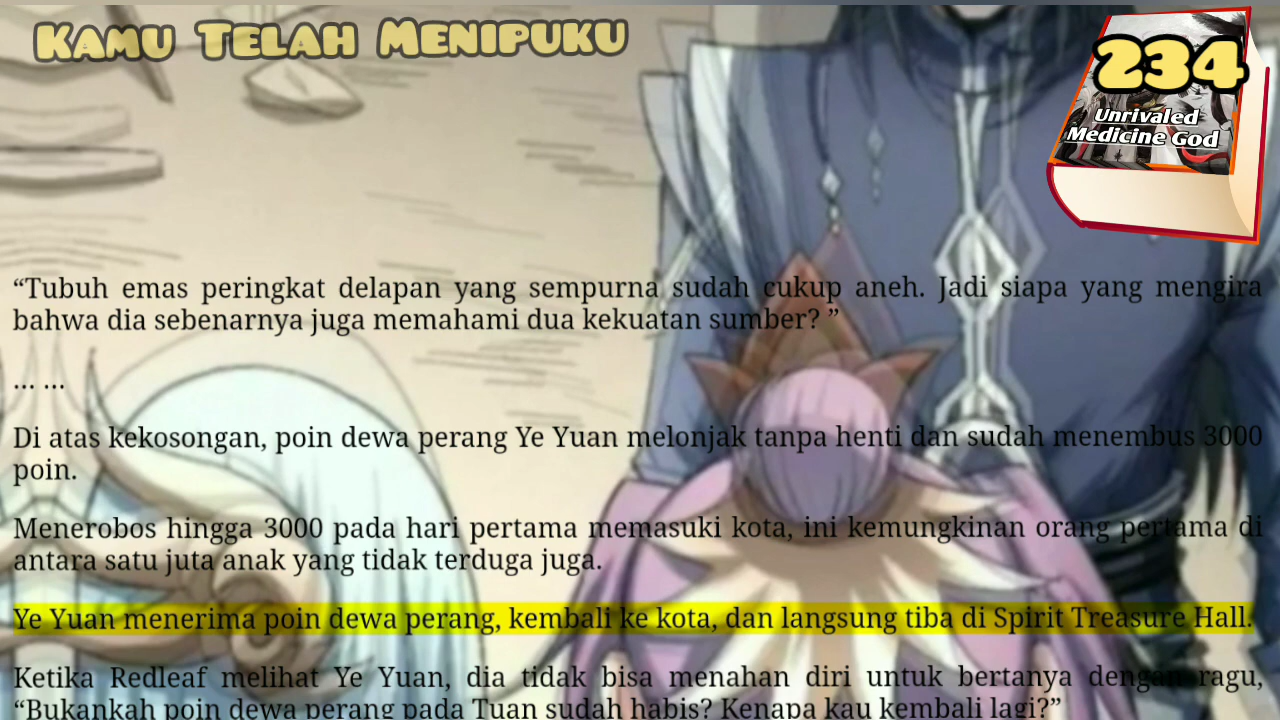 Kamu Telah Menipuku
234
Unrivaled
Medicine God
“Tubuh emas peringkat delapan yang sempurna sudah cukup aneh. Jadi siapa yang mengira
bahwa dia sebenarnya juga memahami dua kekuatan sumber? ”
... ...
Di atas kekosongan, poin dewa perang Ye Yuan melonjak tanpa henti dan sudah menembus 3000
poin.
Menerobos hingga 3000 pada hari pertama memasuki kota, ini kemungkinan orang pertama di
antara satu juta anak yang tidak terduga juga.
Ye Yuan menerima poin dewa perang, kembali ke kota, dan langsung tiba di Spirit Treasure Hall.
Ketika Redleaf melihat Ye Yuan, dia tidak bisa menahan diri untuk bertanya dengan ragu,
“Bukankah poin dewa perang pada Tuan sudah habis? Kenapa kau kembali lagi?”